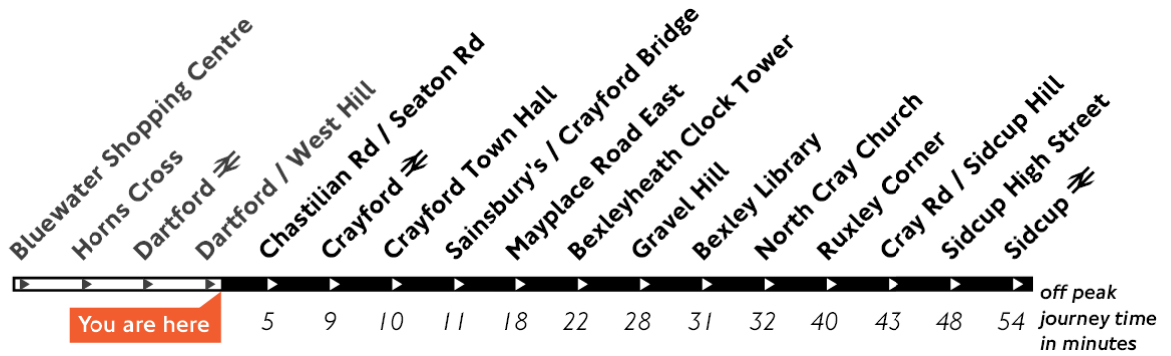 Bluewater Shopping Centre
Horns Cross
Dartford
Dartford / West Hill
Chastilian Rd / Seaton Rd
Crayford
Crayford Town Hall
Sainsbury's / Crayford Bridge
Mayplace Road East
Bexleyheath Clock Tower
Gravel Hill
Bexley Library
North Cray Church
Ruxley Corner
Cray Rd / Sidcup Hill
Sidcup High Street
Sidcup
You are here
5 9 10 11 18 22 28 31 32 40 43 48 54
off peak
journey time
in minutes